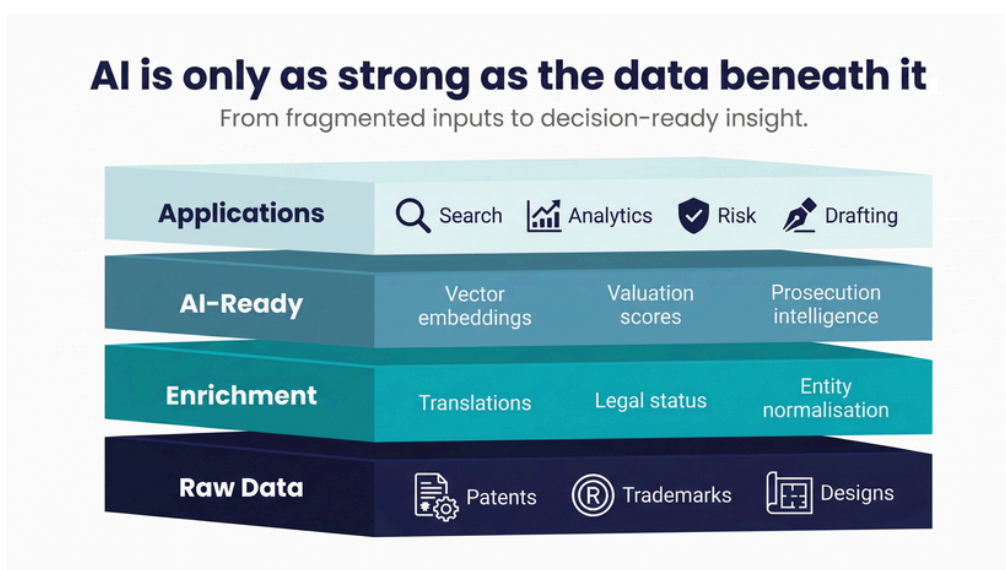 AI is only as strong as the data beneath it
From fragmented inputs to decision-ready insight.
Applications
Search
Analytics
Risk
Drafting
AI-Ready
Vector
embeddings
Valuation
scores
Prosecution
intelligence
Enrichment
Translations
Legal status
Entity
normalisation
Raw Data
Patents
R
Trademarks
Designs